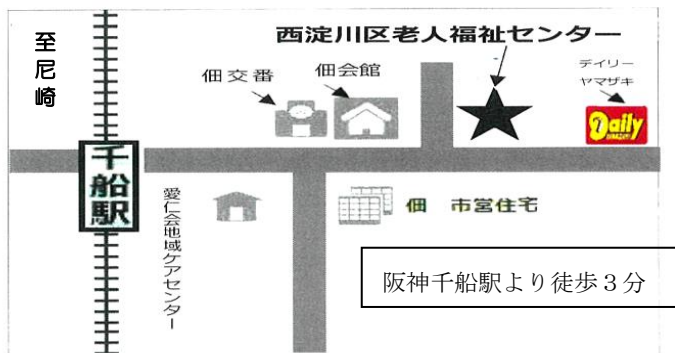 西淀川区老人福祉センター
至尼崎
佃交番
佃会館
デイリー
ヤマザキ
Daily
千船駅
愛仁会地域ケアセンター
佃　市営住宅
阪神千船駅より徒歩３分